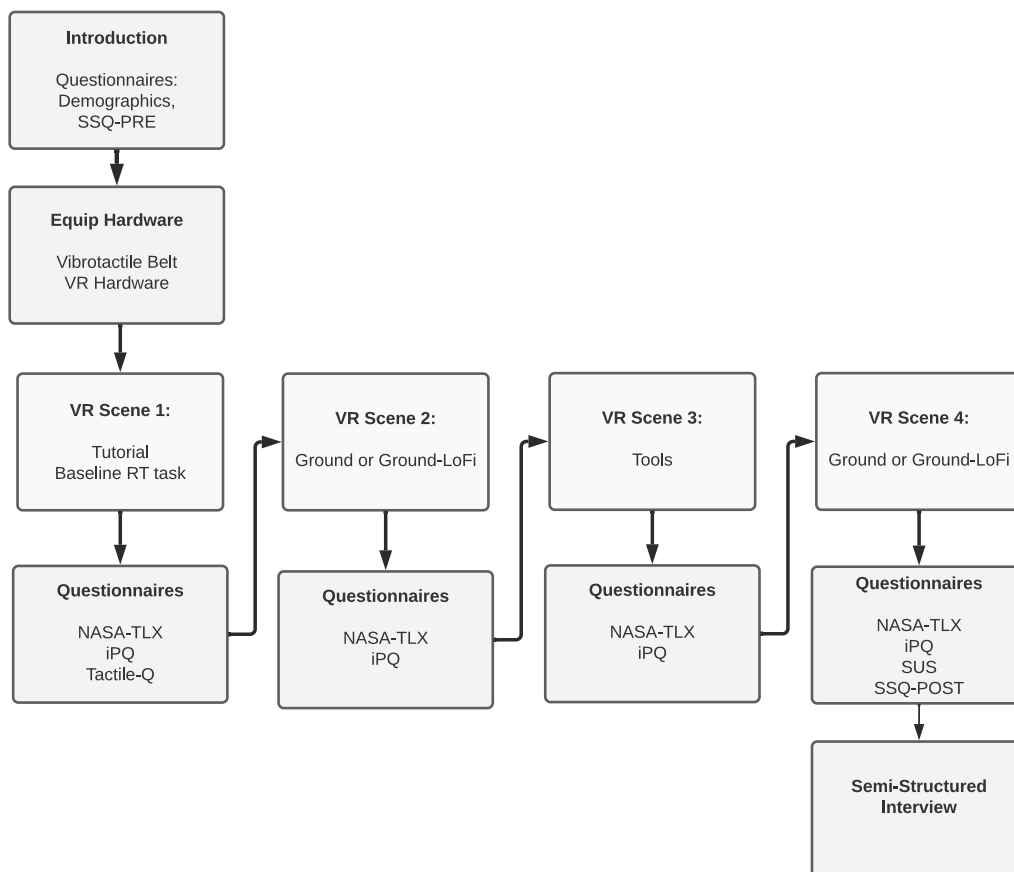 Introduction
Questionnaires:
Demographics,
SSQ-PRE
Equip Hardware
Vibrotactile Belt
VR Hardware
VR Scene 1:
Tutorial
Baseline RT task
Questionnaires
NASA-TLX
iPQ
Tactile-Q
VR Scene 2:
Ground or Ground-LoFi
Questionnaires
NASA-TLX
iPQ
VR Scene 3:
Tools
Questionnaires
NASA-TLX
iPQ
VR Scene 4:
Ground or Ground-LoFi
Questionnaires
NASA-TLX
iPQ
SUS
SSQ-POST
Semi-Structured
Interview